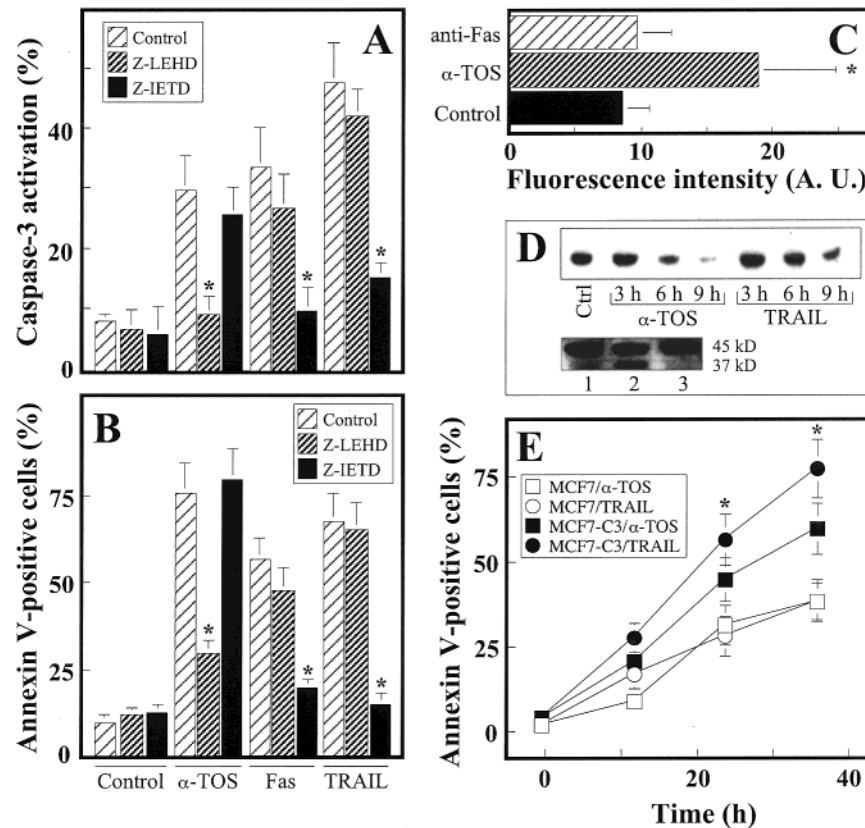 A
Control
Z-LEHD
Z-IETD
Caspase-3 activation (%)
40
20
0
B
Control
Z-LEHD
Z-IETD
Annexin V-positive cells (%)
75
50
25
0
Control α-TOS Fas TRAIL
C
anti-Fas
α-TOS
*
Control
0 10 20
Fluorescence intensity (A. U.)
D
Ctrl
3 h 6 h 9 h 3 h 6 h 9 h
α-TOS TRAIL
45 kD
37 kD
1 2 3
E
MCF7/α-TOS
MCF7/TRAIL
MCF7-C3/α-TOS
MCF7-C3/TRAIL
Annexin V-positive cells (%)
75
50
25
0
0 20 40
Time (h)
*
*
*
*
*
*
*
*